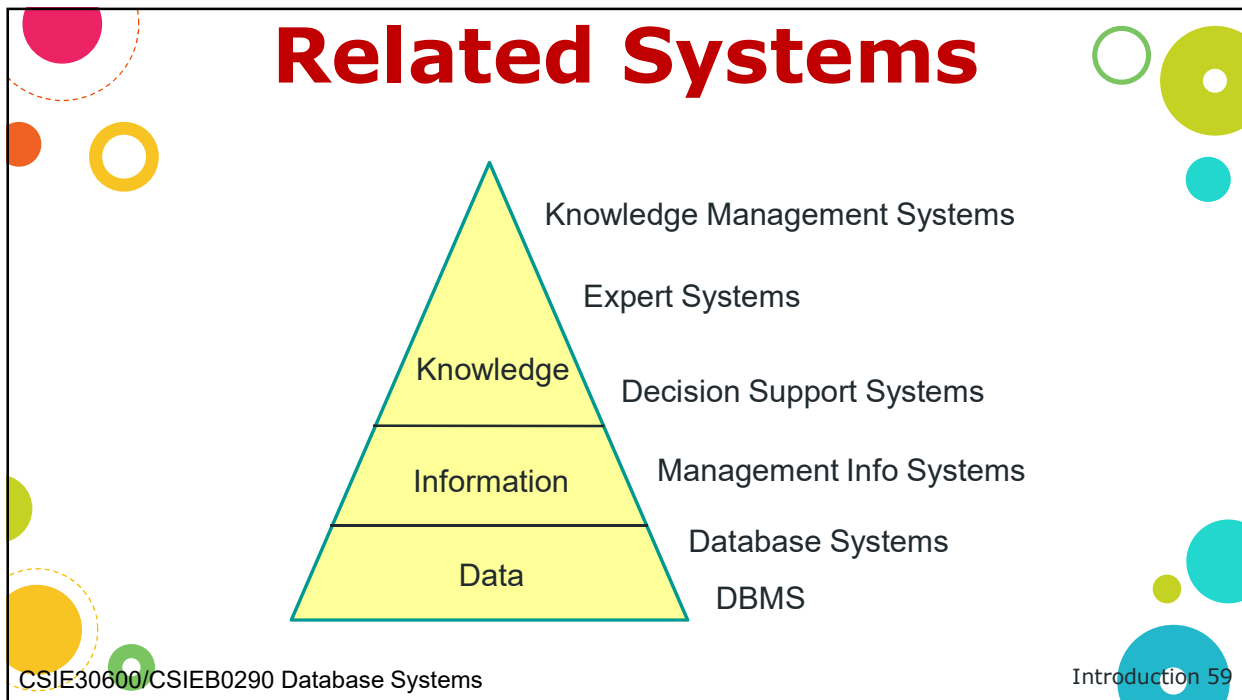 Related Systems
Knowledge Management Systems
Expert Systems
Knowledge
Decision Support Systems
Information
Management Info Systems
Database Systems
Data
DBMS
CSIE30600/CSIEB0290 Database Systems
Introduction 59